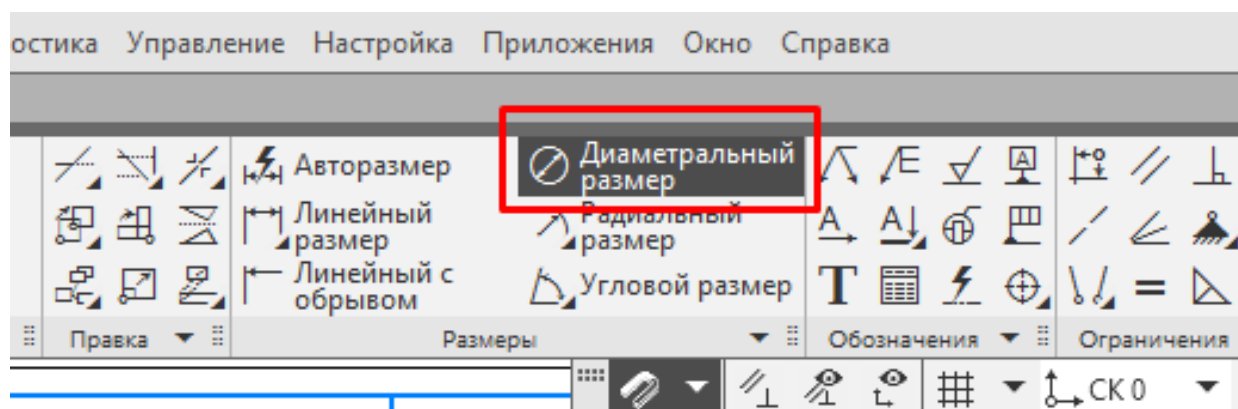 остика Управление Настройка Приложения Окно Справка
Авторазмер
Диаметральный
размер
Линейный
размер
Радиальный
размер
Линейный с
обрывом
Угловой размер
Правка
Размеры
Обозначения
Ограничения
СК 0